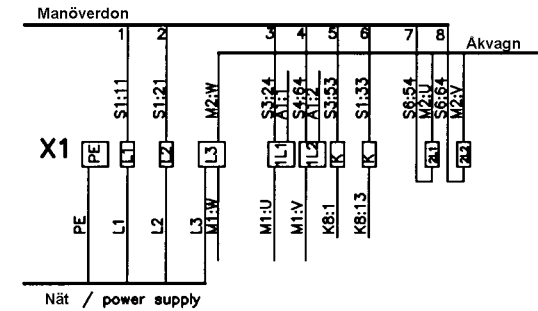 Manöverdon
1 2 3 4 5 6 7 8
Åkvagn
S1:11 S1:21 M2:W S3:24 A1:1 S4:64 A1:2 S3:53 S1:33 S6:54 M2:U S6:64 M2:V
X1 PE L1 L2 L3 1L1 1L2 K K 2L1 2L2
PE L1 L2 L3 M1:W M1:U M1:V K8:1 K8:13
Nät / power supply